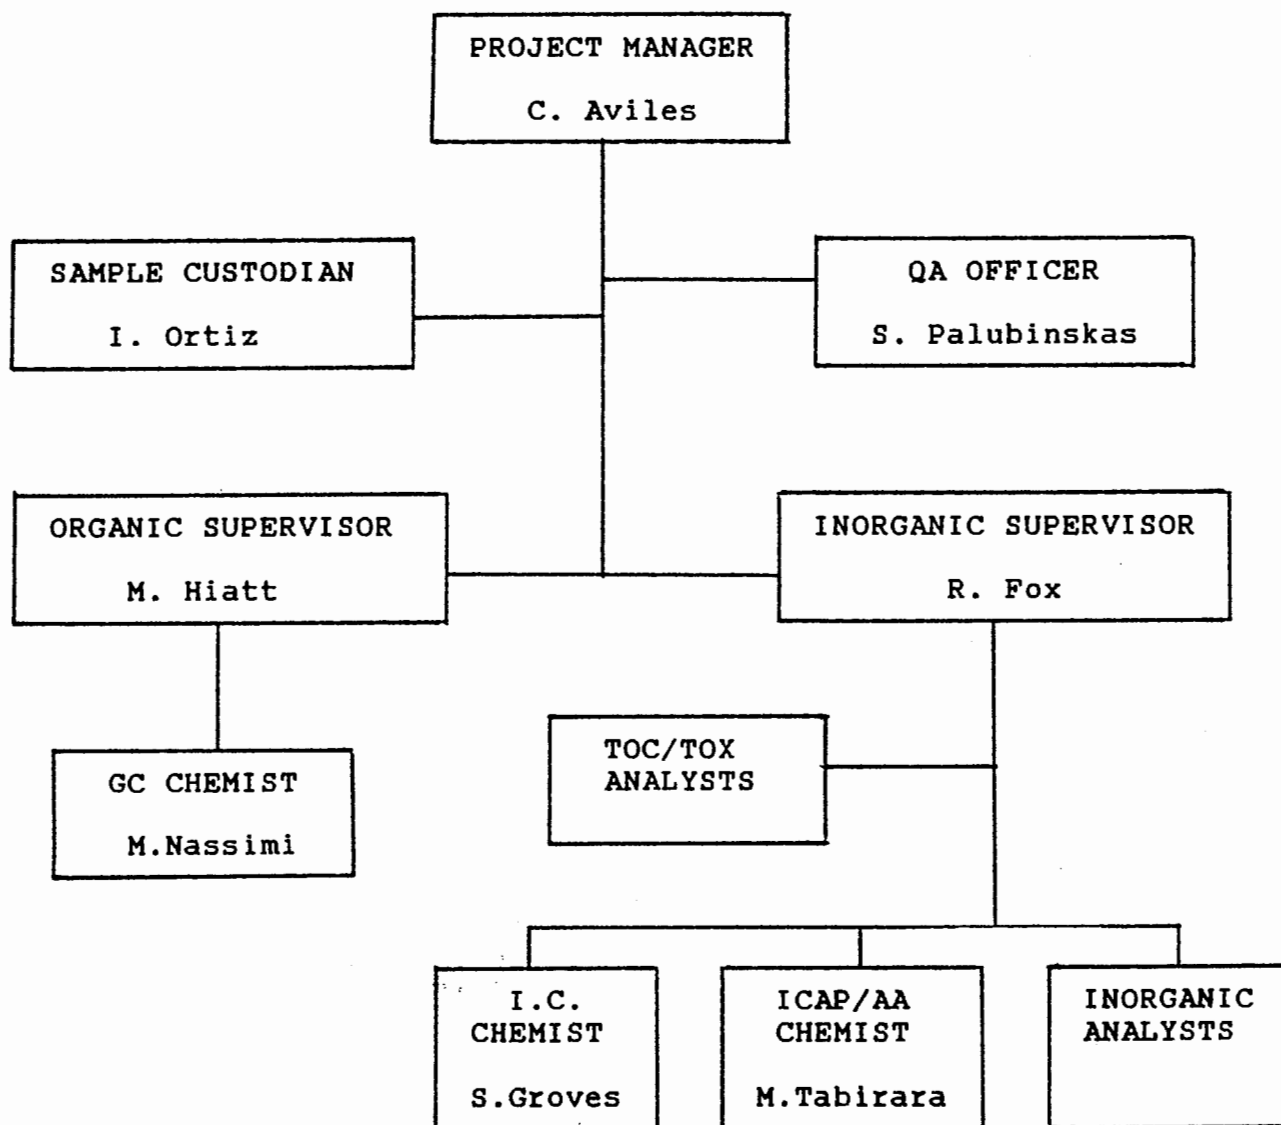 PROJECT MANAGER
C. Aviles
SAMPLE CUSTODIAN
I. Ortiz
QA OFFICER
S. Palubinskas
ORGANIC SUPERVISOR
M. Hiatt
INORGANIC SUPERVISOR
R. Fox
GC CHEMIST
M.Nassimi
TOC/TOX
ANALYSTS
I.C.
CHEMIST
S.Groves
ICAP/AA
CHEMIST
M.Tabirara
INORGANIC
ANALYSTS